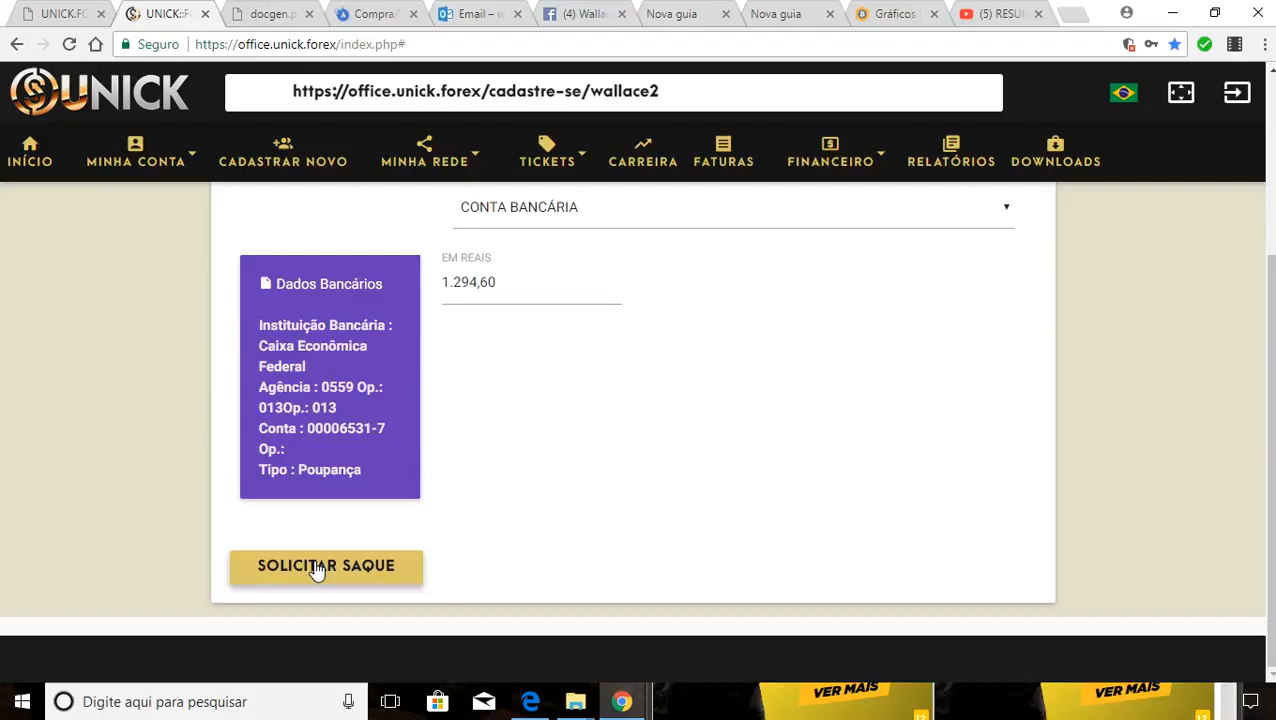 UNICK.FO
UNICK::F
docgen.p
Compra/
Email – w
(4) Walla
Nova guia
Nova guia
Gráficos |
(5) RESUL
Seguro
https://office.unick.forex/index.php#
UNICK
https://office.unick.forex/cadastre-se/wallace2
INÍCIO
MINHA CONTA
CADASTRAR NOVO
MINHA REDE
TICKETS
CARREIRA
FATURAS
FINANCEIRO
RELATÓRIOS
DOWNLOADS
CONTA BANCÁRIA
EM REAIS
1.294,60
Dados Bancários
Instituição Bancária :
Caixa Econômica
Federal
Agência : 0559 Op.:
013Op.: 013
Conta : 00006531-7
Op.:
Tipo : Poupança
SOLICITAR SAQUE
Digite aqui para pesquisar
VER MAIS
VER MAIS